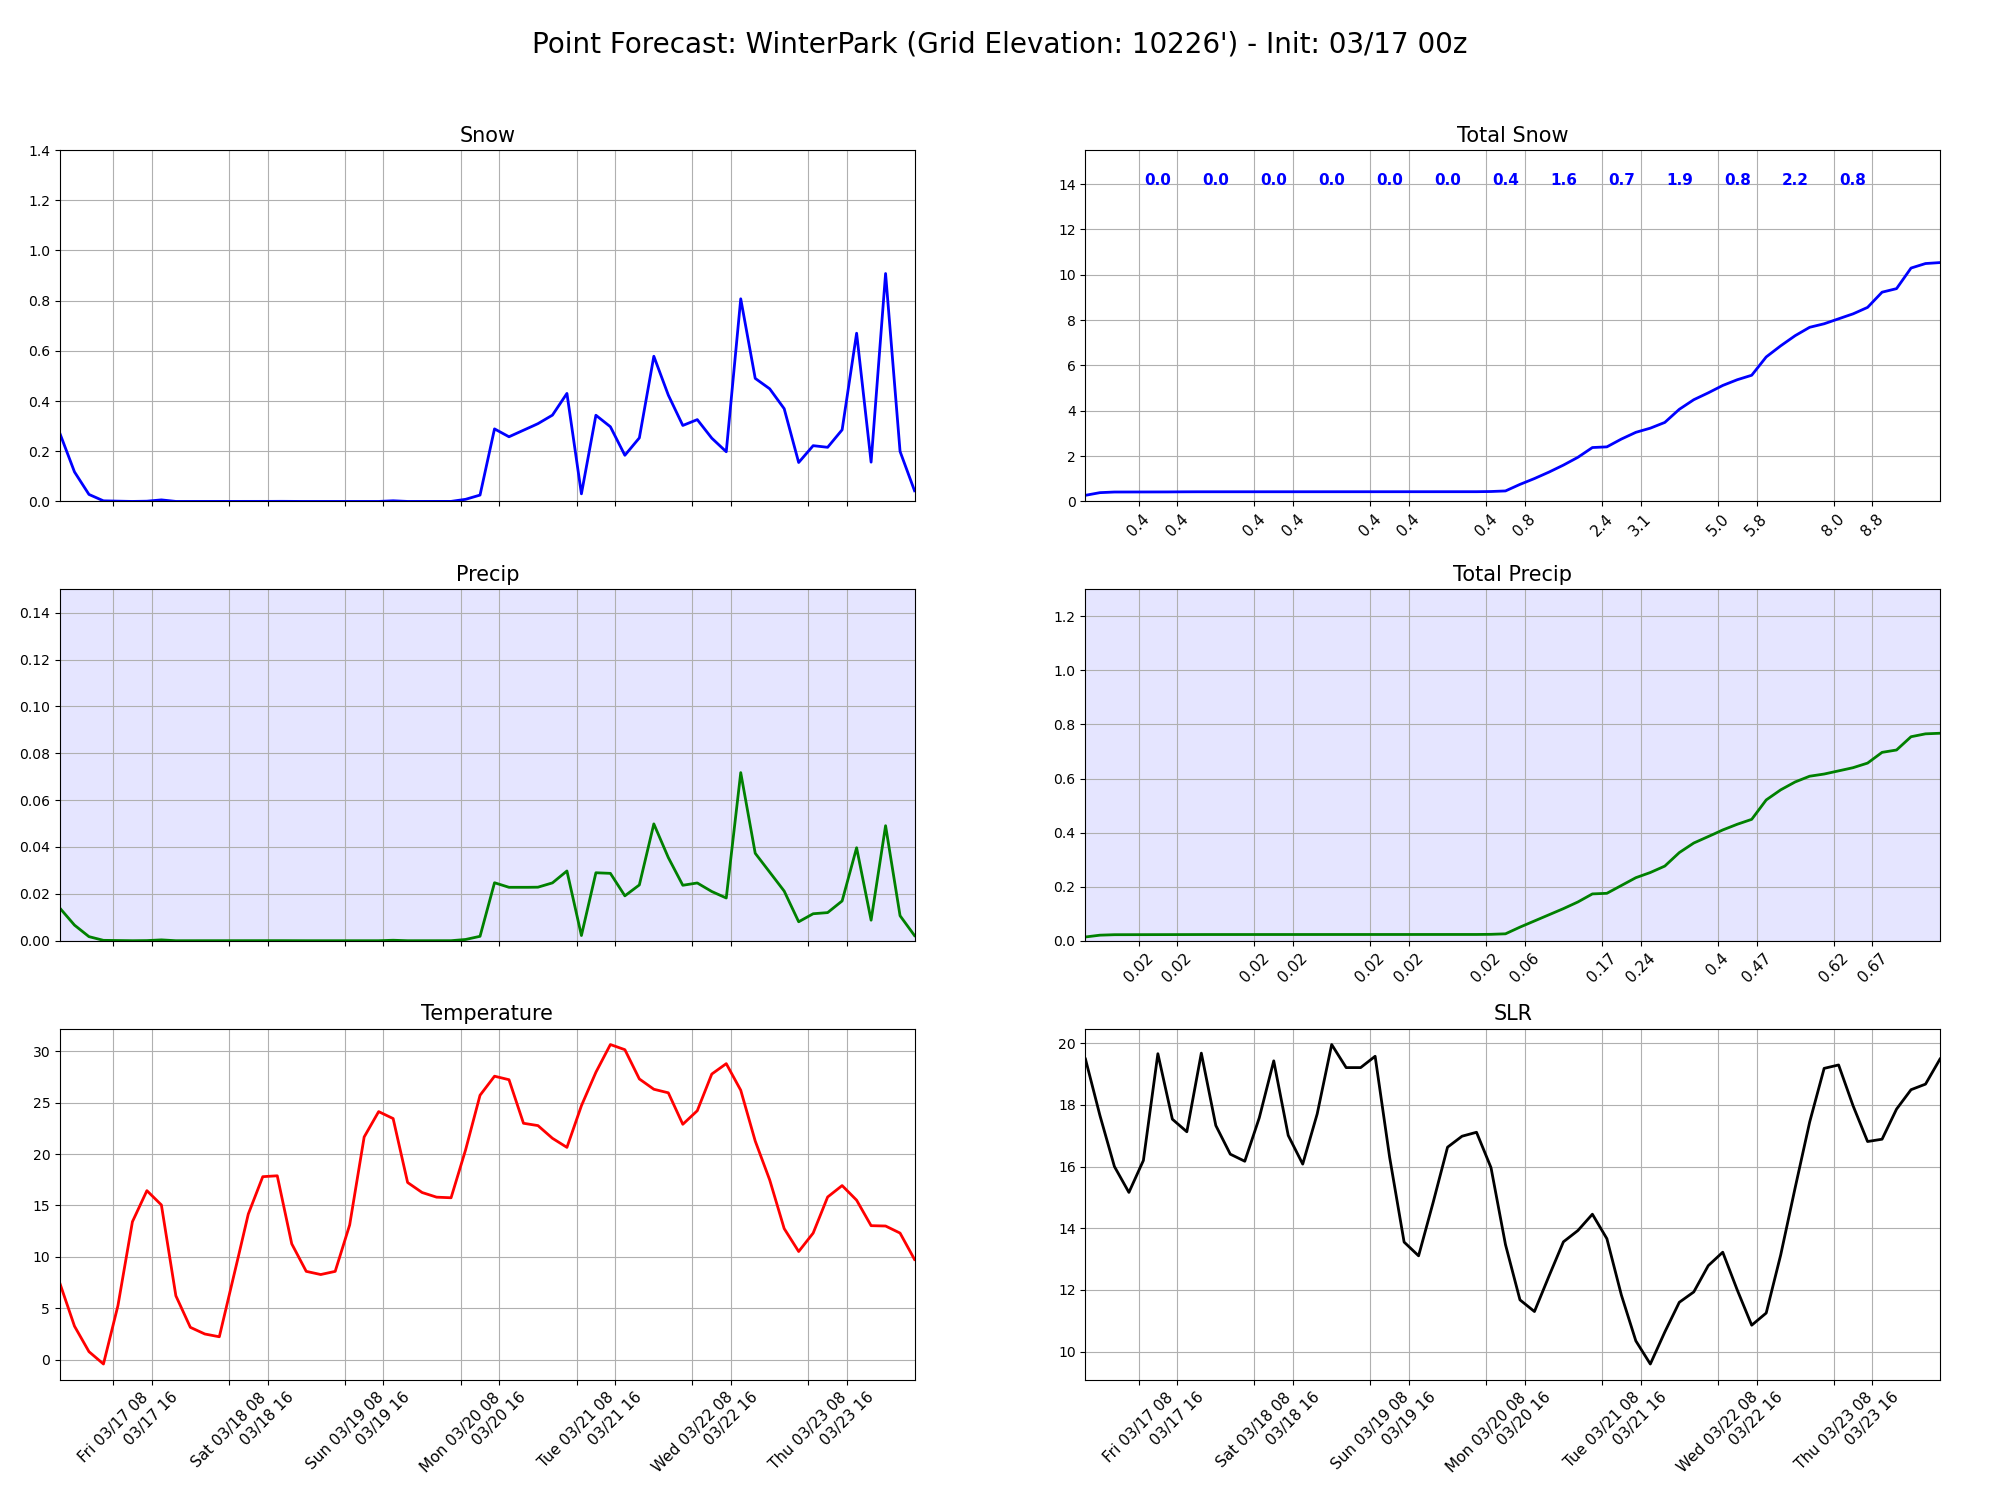 Point Forecast: WinterPark (Grid Elevation: 10226') - Init: 03/17 00z
Snow
1.4
1.2
1.0
0.8
0.6
0.4
0.2
0.0
Total Snow
0.0 0.0 0.0 0.0 0.0 0.0 0.4 1.6 0.7 1.9 0.8 2.2 0.8
14
12
10
8
6
4
2
0
0.4 0.4 0.4 0.4 0.4 0.4 0.4 0.8 2.4 3.1 5.0 5.8 8.0 8.8
Precip
0.14
0.12
0.10
0.08
0.06
0.04
0.02
0.00
Total Precip
1.2
1.0
0.8
0.6
0.4
0.2
0.0
0.02 0.02 0.02 0.02 0.02 0.02 0.02 0.06 0.17 0.24 0.4 0.47 0.62 0.67
Temperature
30
25
20
15
10
5
0
Fri 03/17 08
03/17 16
Sat 03/18 08
03/18 16
Sun 03/19 08
03/19 16
Mon 03/20 08
03/20 16
Tue 03/21 08
03/21 16
Wed 03/22 08
03/22 16
Thu 03/23 08
03/23 16
SLR
20
18
16
14
12
10
Fri 03/17 08
03/17 16
Sat 03/18 08
03/18 16
Sun 03/19 08
03/19 16
Mon 03/20 08
03/20 16
Tue 03/21 08
03/21 16
Wed 03/22 08
03/22 16
Thu 03/23 08
03/23 16